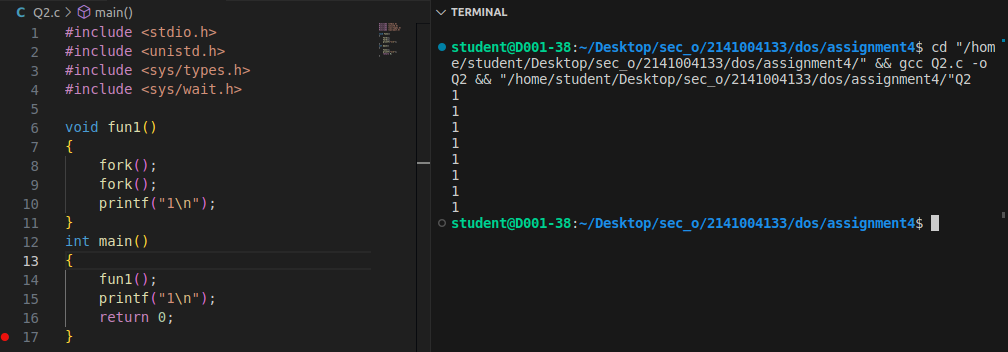 C Q2.c > main()
1 #include <stdio.h>
2 #include <unistd.h>
3 #include <sys/types.h>
4 #include <sys/wait.h>
5
6 void fun1()
7 {
8 fork();
9 fork();
10 printf("1\n");
11 }
12 int main()
13 {
14 fun1();
15 printf("1\n");
16 return 0;
17 }
TERMINAL
student@D001-38:~/Desktop/sec_o/2141004133/dos/assignment4$ cd "/hom
e/student/Desktop/sec_o/2141004133/dos/assignment4/" && gcc Q2.c -o
Q2 && "/home/student/Desktop/sec_o/2141004133/dos/assignment4/"Q2
1
1
1
1
1
1
1
1
student@D001-38:~/Desktop/sec_o/2141004133/dos/assignment4$